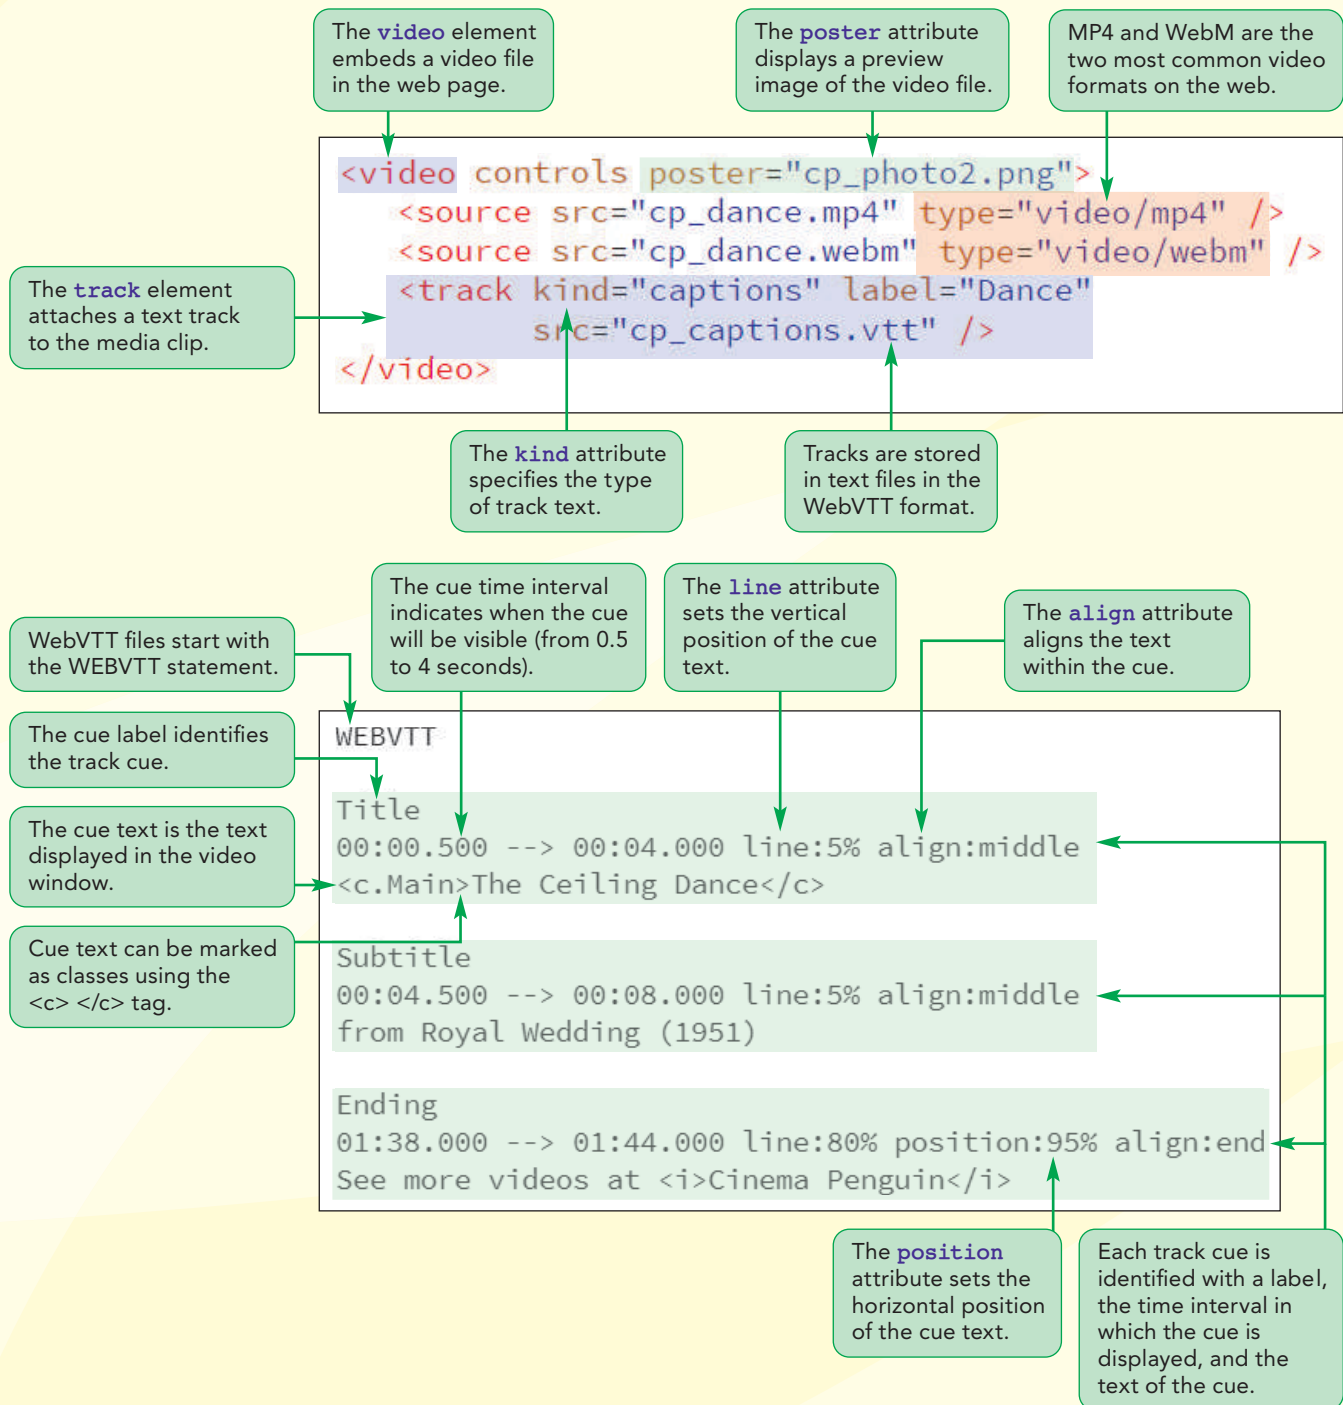 The video element
embeds a video file
in the web page.
The poster attribute
displays a preview
image of the video file.
MP4 and WebM are the
two most common video
formats on the web.
<video controls poster="cp_photo2.png">
<source src="cp_dance.mp4" type="video/mp4" />
<source src="cp_dance.webm" type="video/webm" />
<track kind="captions" label="Dance"
src="cp_captions.vtt" />
</video>
The track element
attaches a text track
to the media clip.
The kind attribute
specifies the type
of track text.
Tracks are stored
in text files in the
WebVTT format.
WebVTT files start with
the WEBVTT statement.
The cue time interval
indicates when the cue
will be visible (from 0.5
to 4 seconds).
The line attribute
sets the vertical
position of the cue
text.
The align attribute
aligns the text
within the cue.
The cue label identifies
the track cue.
The cue text is the text
displayed in the video
window.
Cue text can be marked
as classes using the
<c> </c> tag.
WEBVTT
Title
00:00.500 --> 00:04.000 line:5% align:middle
<c.Main>The Ceiling Dance</c>
Subtitle
00:04.500 --> 00:08.000 line:5% align:middle
from Royal Wedding (1951)
Ending
01:38.000 --> 01:44.000 line:80% position:95% align:end
See more videos at <i>Cinema Penguin</i>
The position
attribute sets the
horizontal position
of the cue text.
Each track cue is
identified with a label,
the time interval in
which the cue is
displayed, and the
text of the cue.